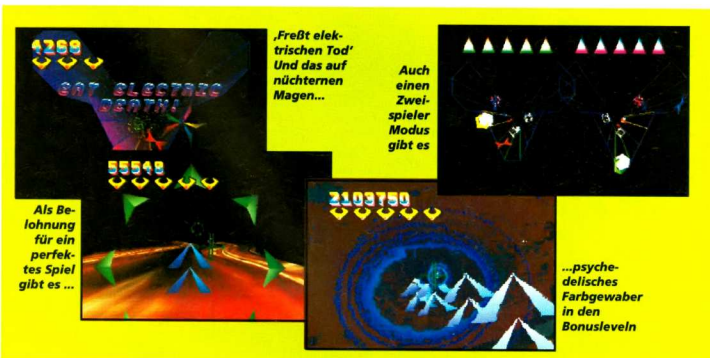 4269
EAT ELECTRIC
DEATH!
‚Freßt elek-
trischen Tod'
Und das auf
nüchternen
Magen...
Auch
einen
Zwei-
spieler
Modus
gibt es
55548
Als Be-
lohnung
für ein
perfek-
tes Spiel
gibt es ...
2103750
...psyche-
delisches
Farbgewaber
in den
Bonusleveln